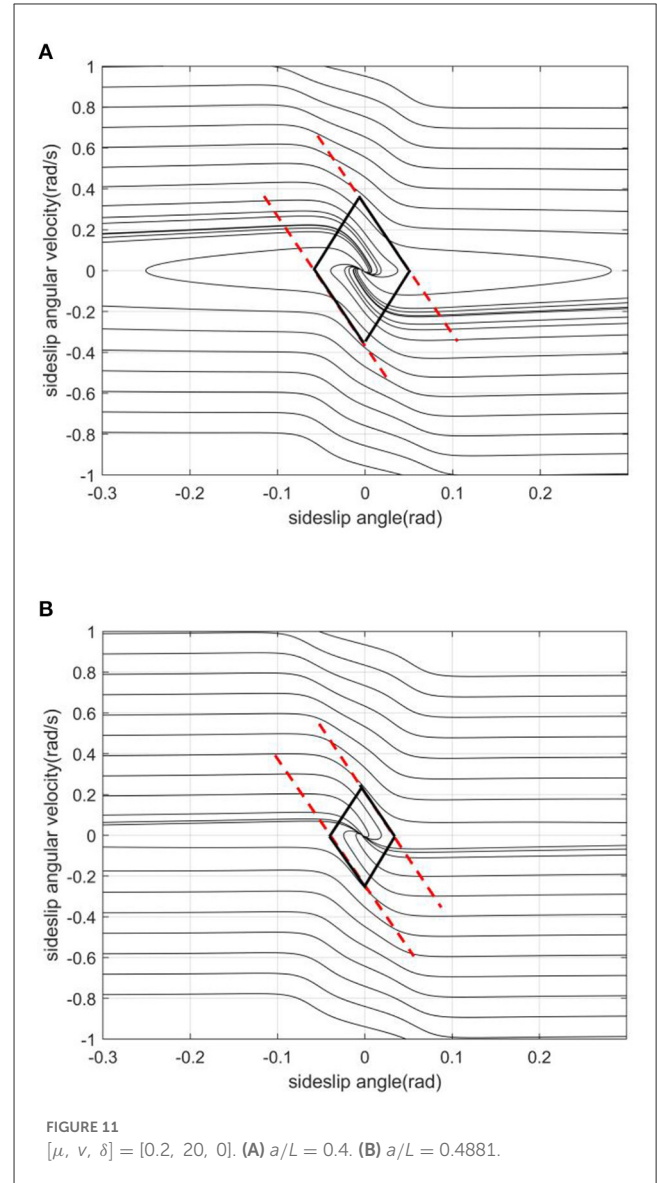 A
1
0.8
0.6
0.4
0.2
0
-0.2
-0.4
-0.6
-0.8
-1
sideslip angular velocity(rad/s)
-0.3 -0.2 -0.1 0 0.1 0.2
sideslip angle(rad)
B
1
0.8
0.6
0.4
0.2
0
-0.2
-0.4
-0.6
-0.8
-1
sideslip angular velocity(rad/s)
-0.3 -0.2 -0.1 0 0.1 0.2
sideslip angle(rad)
FIGURE 11
[μ, v, δ] = [0.2, 20, 0]. (A) a/L = 0.4. (B) a/L = 0.4881.